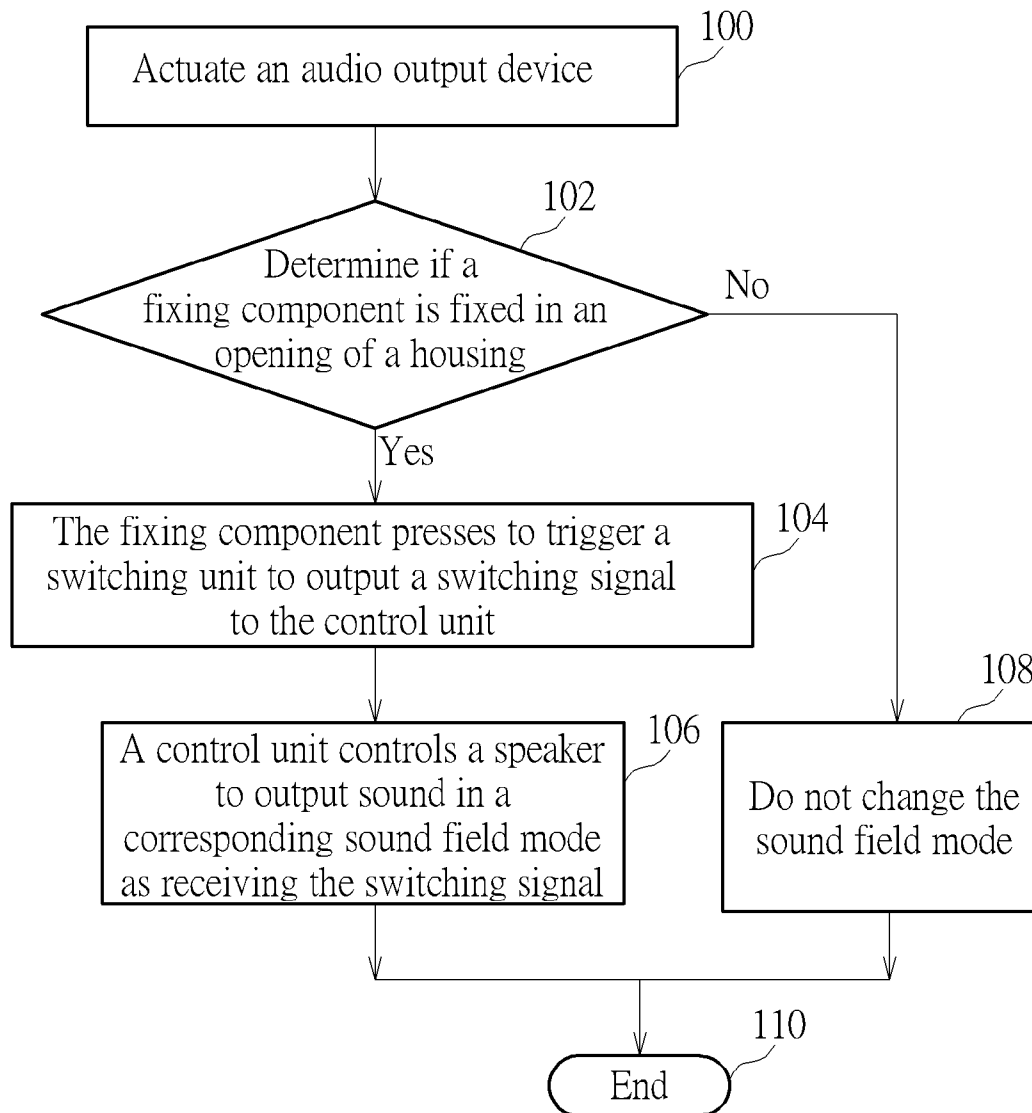 Actuate an audio output device
100
102
Determine if a
fixing component is fixed in an
opening of a housing
No
Yes
The fixing component presses to trigger a
switching unit to output a switching signal
to the control unit
104
A control unit controls a speaker
to output sound in a
corresponding sound field mode
as receiving the switching signal
106
108
Do not change the
sound field mode
110
End